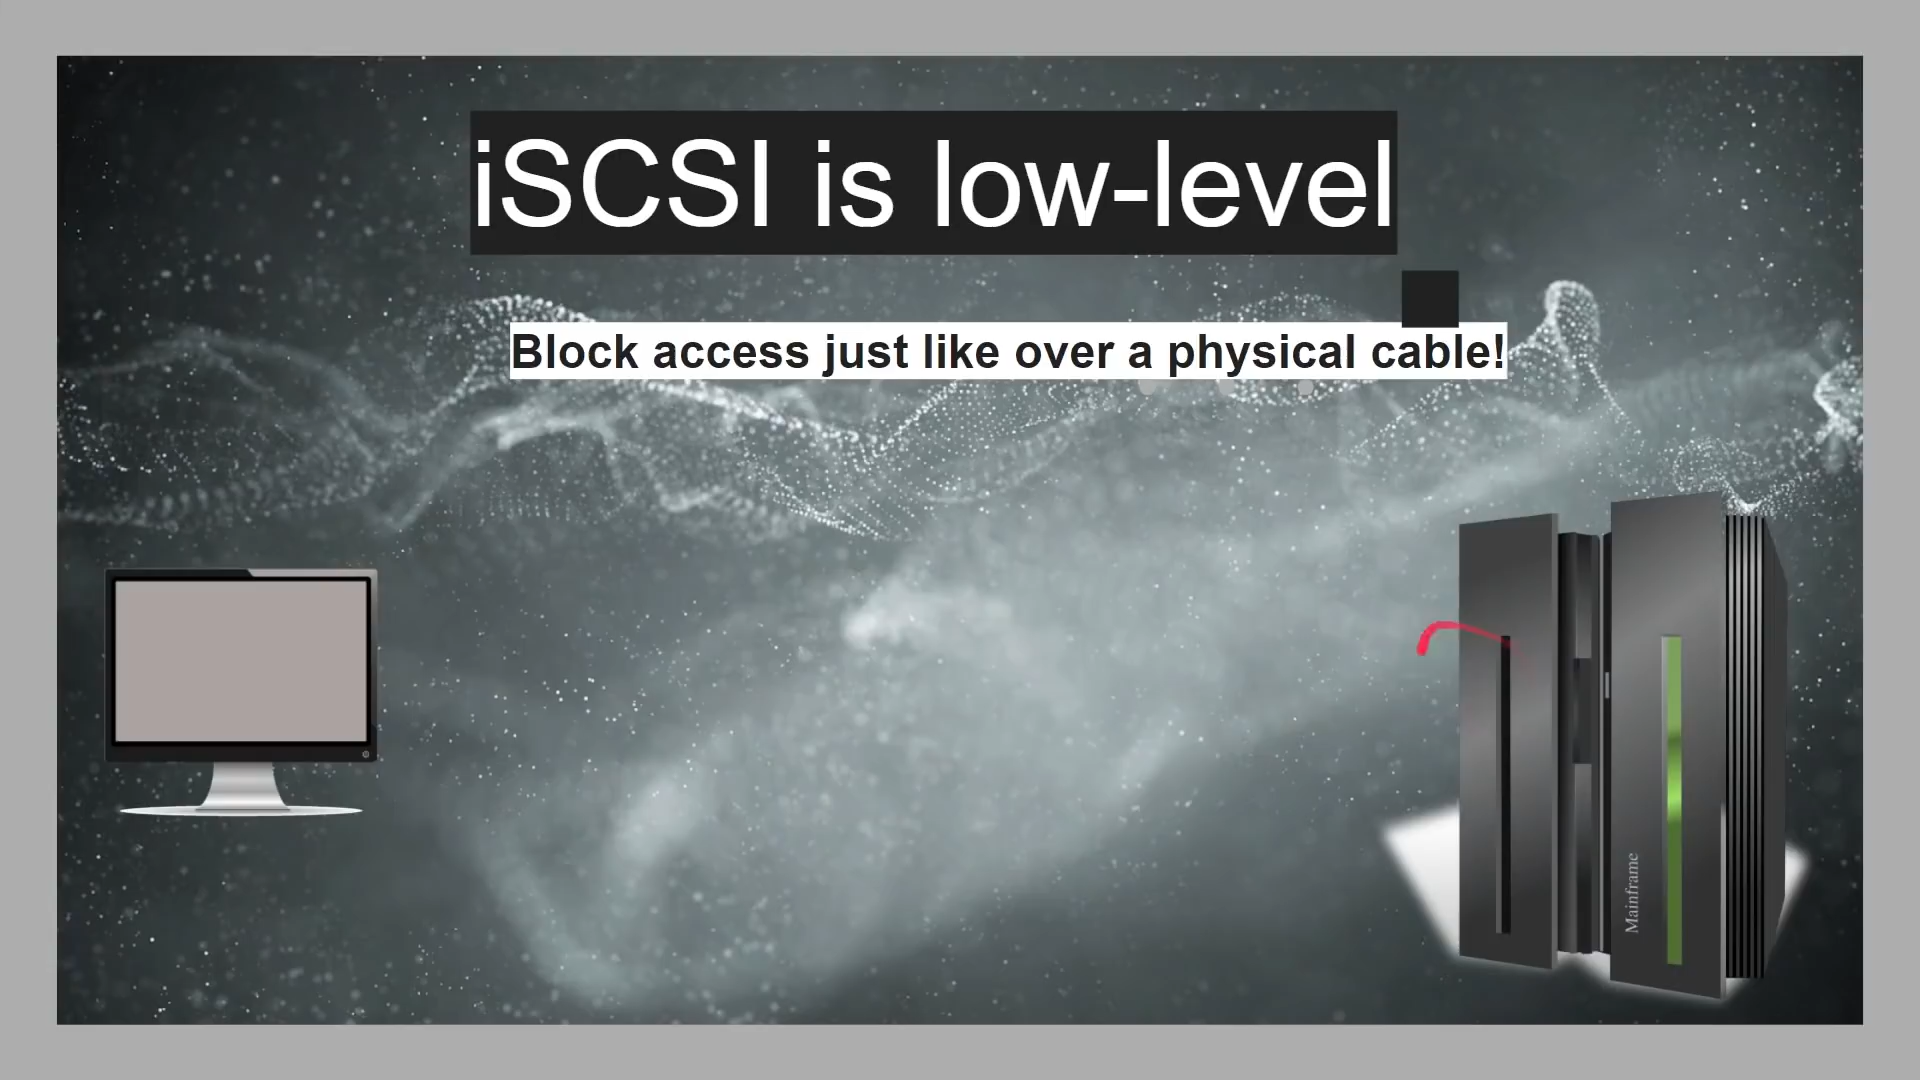 iSCSI is low-level
Block access just like over a physical cable!
Mainframe